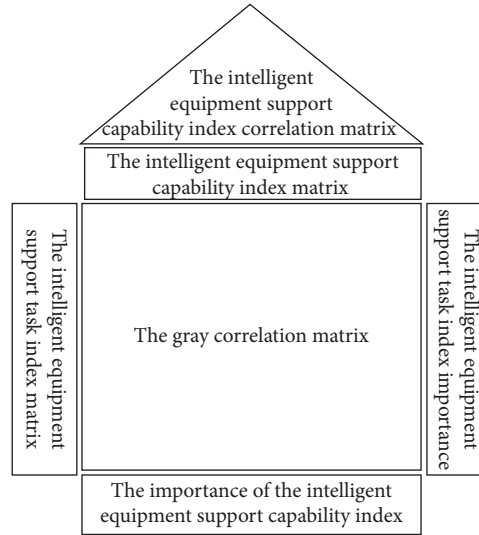 The intelligent
equipment support
capability index correlation matrix
The intelligent equipment support
capability index matrix
The intelligent equipment
support task index matrix
The gray correlation matrix
The intelligent equipment
support task index importance
The importance of the intelligent
equipment support capability index